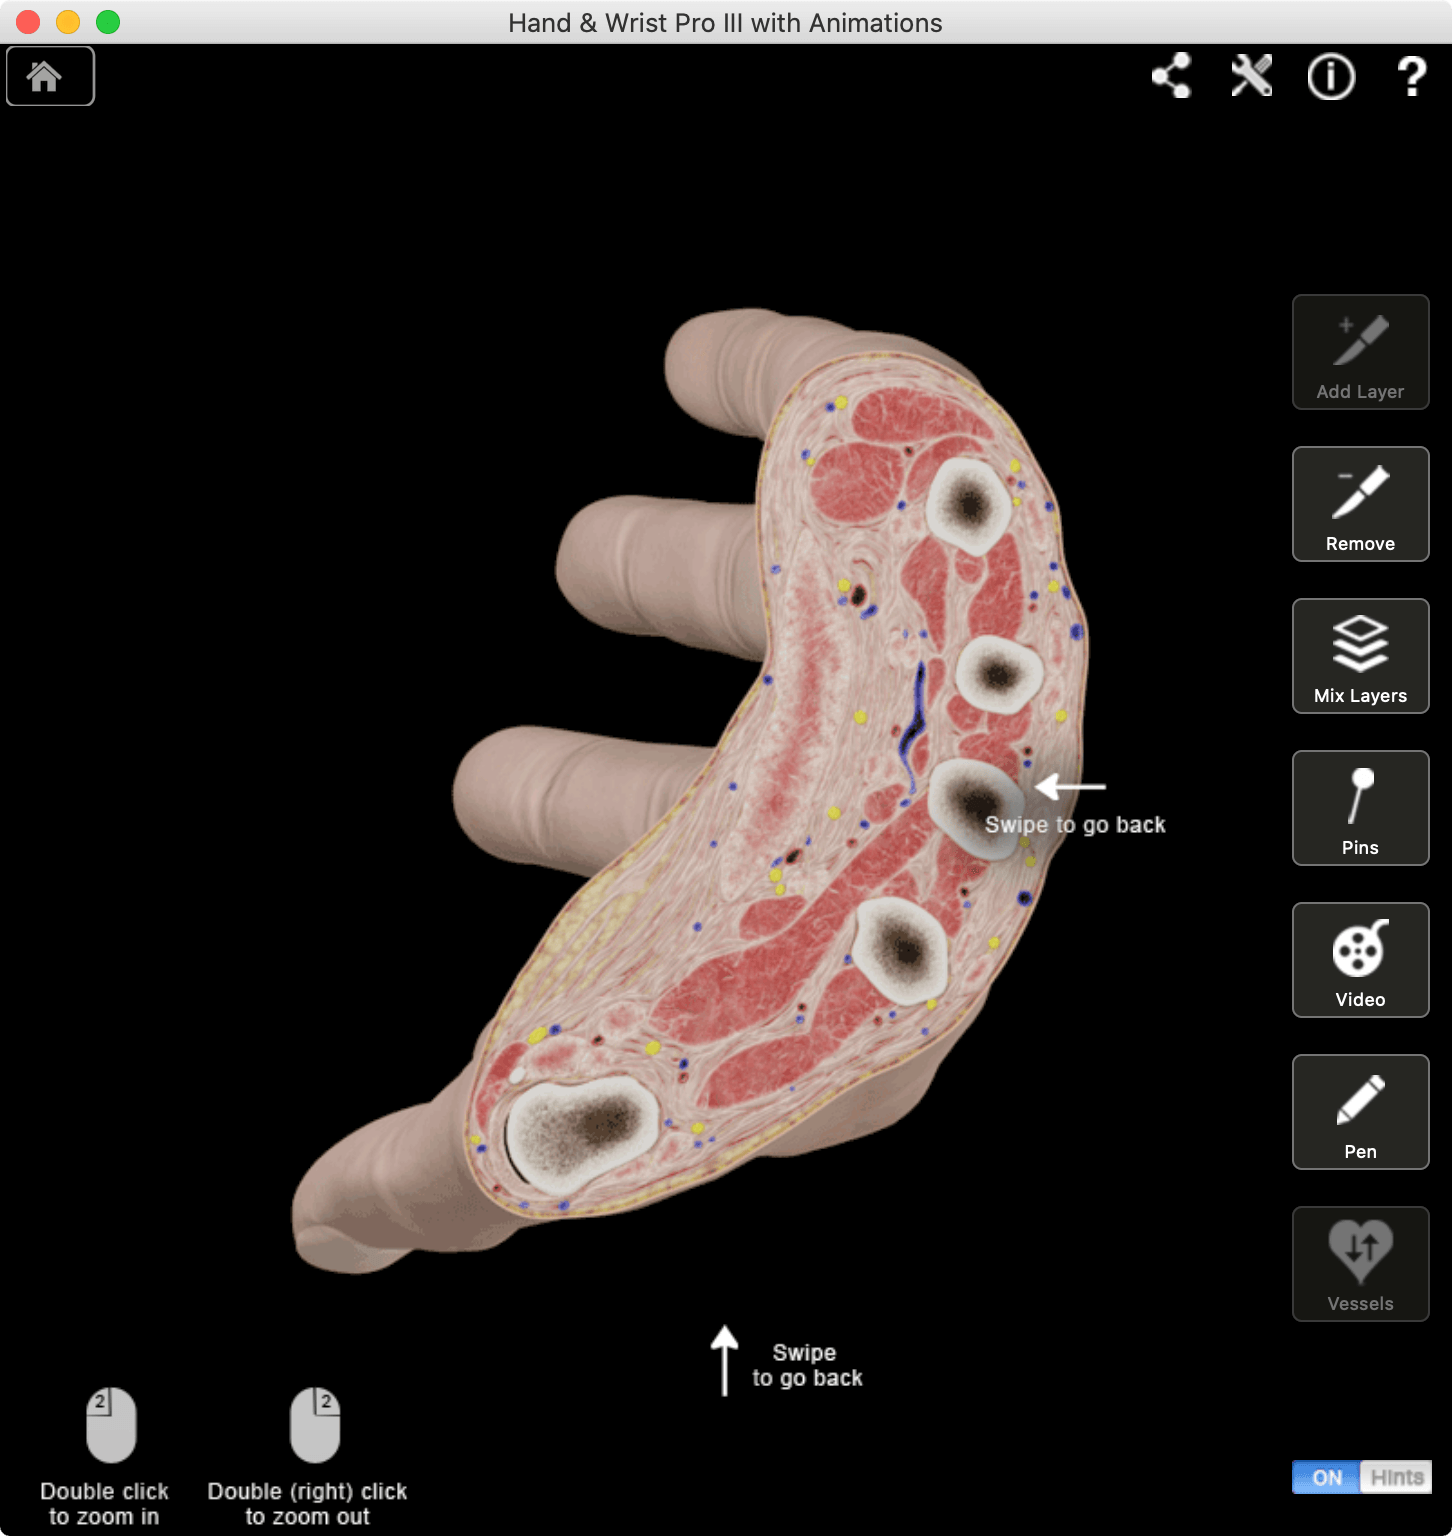 Hand & Wrist Pro III with Animations
Add Layer
Remove
Mix Layers
Swipe to go back
Pins
Video
Pen
Vessels
Swipe
to go back
2
2
Double click
to zoom in
Double (right) click
to zoom out
ON Hints